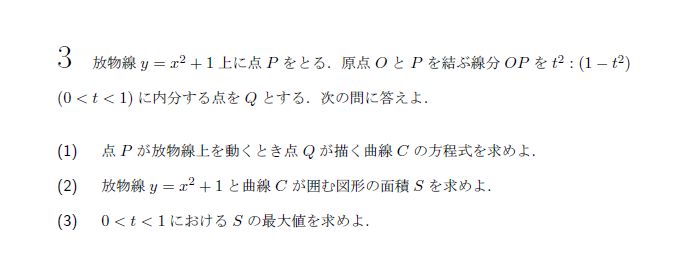 3 放物線 y = x² + 1 上に点 P をとる．原点 O と P を結ぶ線分 OP を t² : (1 − t²)
(0 < t < 1) に内分する点を Q とする．次の問に答えよ．
(1) 点 P が放物線上を動くとき点 Q が描く曲線 C の方程式を求めよ．
(2) 放物線 y = x² + 1 と曲線 C が囲む図形の面積 S を求めよ．
(3) 0 < t < 1 における S の最大値を求めよ．